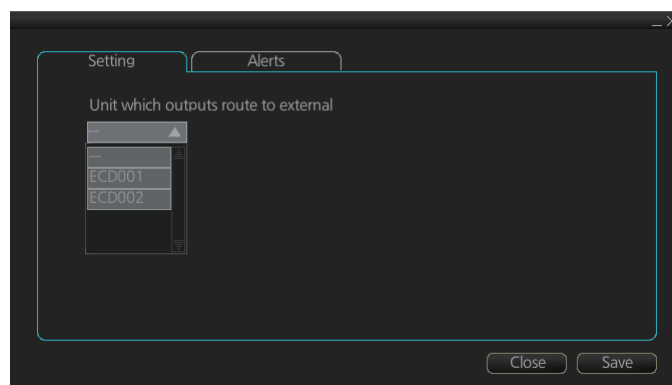 Setting
Alerts
Unit which outputs route to external
—
—
ECD001
ECD002
Close
Save